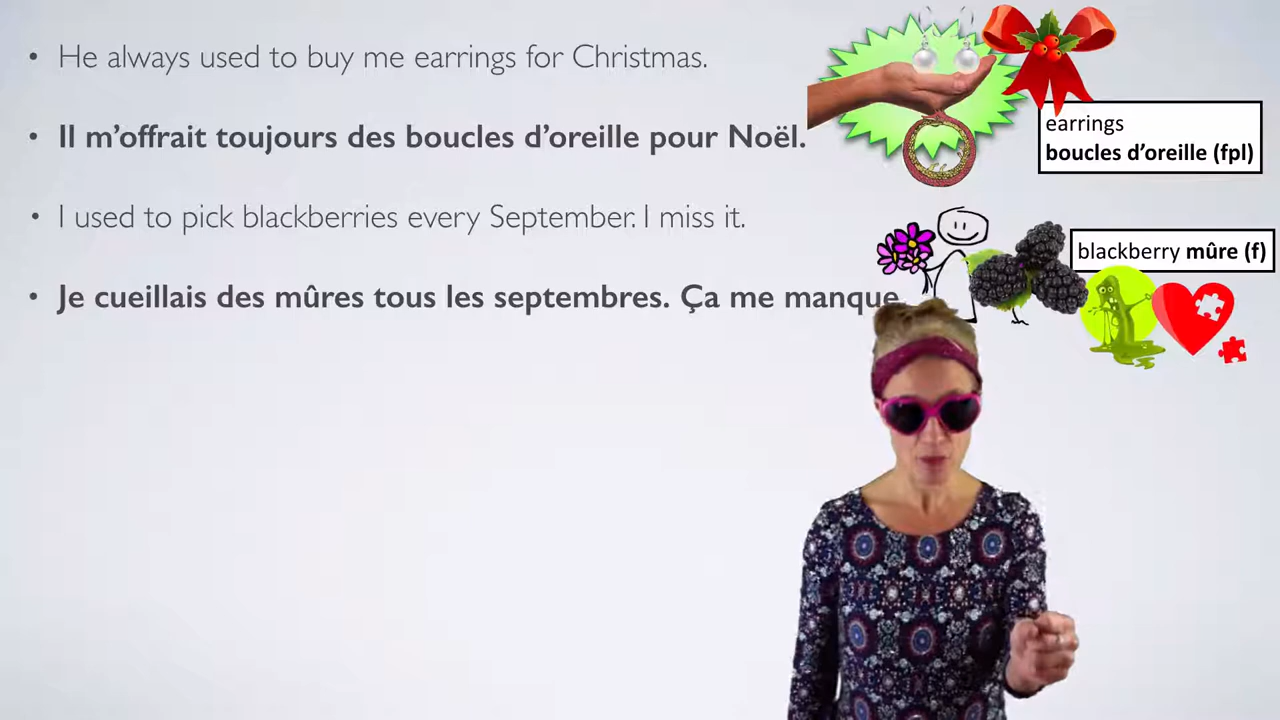 • He always used to buy me earrings for Christmas.
• Il m’offrait toujours des boucles d’oreille pour Noël.
earrings
boucles d’oreille (fpl)
• I used to pick blackberries every September. I miss it.
blackberry mûre (f)
• Je cueillais des mûres tous les septembres. Ça me manque.